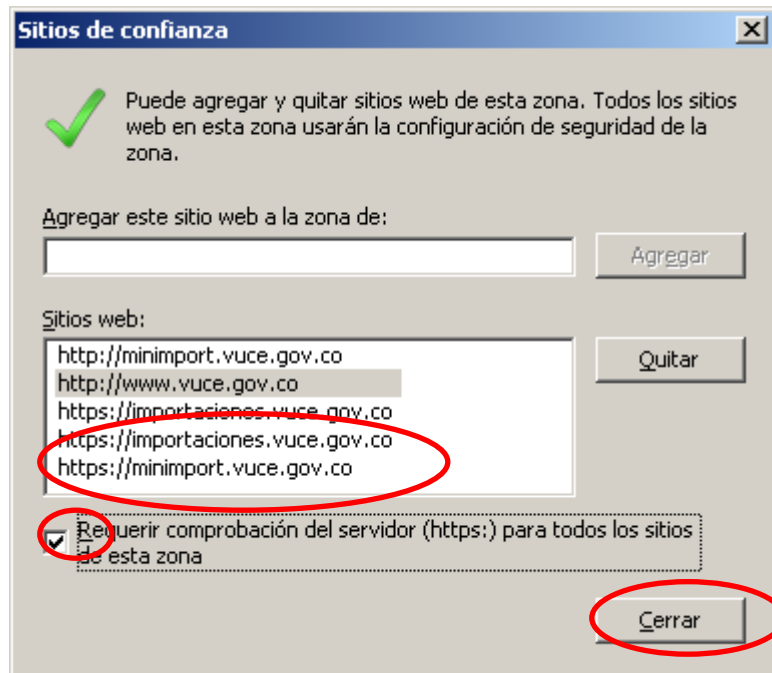 Sitios de confianza
Puede agregar y quitar sitios web de esta zona. Todos los sitios
web en esta zona usarán la configuración de seguridad de la
zona.
Agregar este sitio web a la zona de:
Agregar
Sitios web:
http://minimport.vuce.gov.co
Quitar
http://www.vuce.gov.co
https://importaciones.vuce.gov.co
https://importaciones.vuce.gov.co
https://minimport.vuce.gov.co
Requerir comprobación del servidor (https:) para todos los sitios
de esta zona
Cerrar